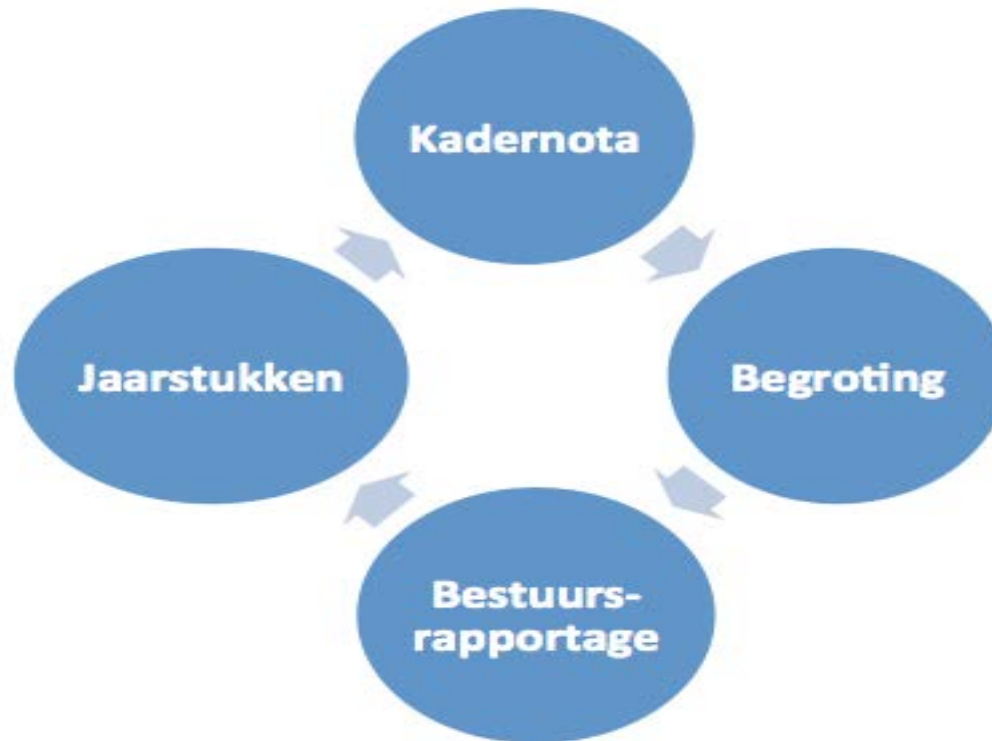 Kadernota
Jaarstukken
Begroting
Bestuurs-
rapportage